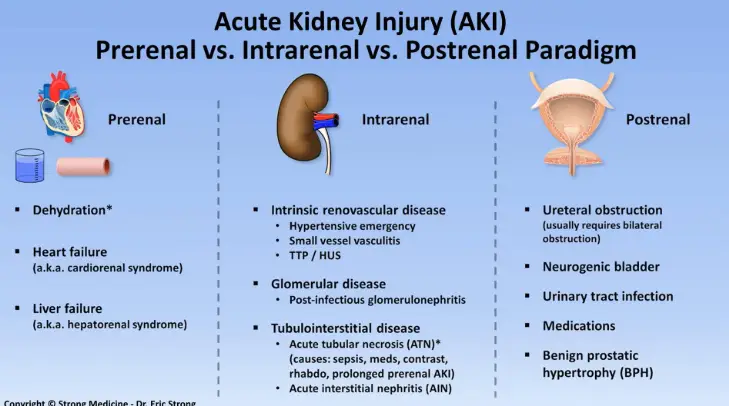 Acute Kidney Injury (AKI)
Prerenal vs. Intrarenal vs. Postrenal Paradigm
Prerenal
▪ Dehydration*
▪ Heart failure
(a.k.a. cardiorenal syndrome)
▪ Liver failure
(a.k.a. hepatorenal syndrome)
Intrarenal
▪ Intrinsic renovascular disease
• Hypertensive emergency
• Small vessel vasculitis
• TTP / HUS
▪ Glomerular disease
• Post-infectious glomerulonephritis
▪ Tubulointerstitial disease
• Acute tubular necrosis (ATN)*
(causes: sepsis, meds, contrast,
rhabdo, prolonged prerenal AKI)
• Acute interstitial nephritis (AIN)
Postrenal
▪ Ureteral obstruction
(usually requires bilateral
obstruction)
▪ Neurogenic bladder
▪ Urinary tract infection
▪ Medications
▪ Benign prostatic
hypertrophy (BPH)
Copyright © Strong Medicine - Dr. Eric Strong